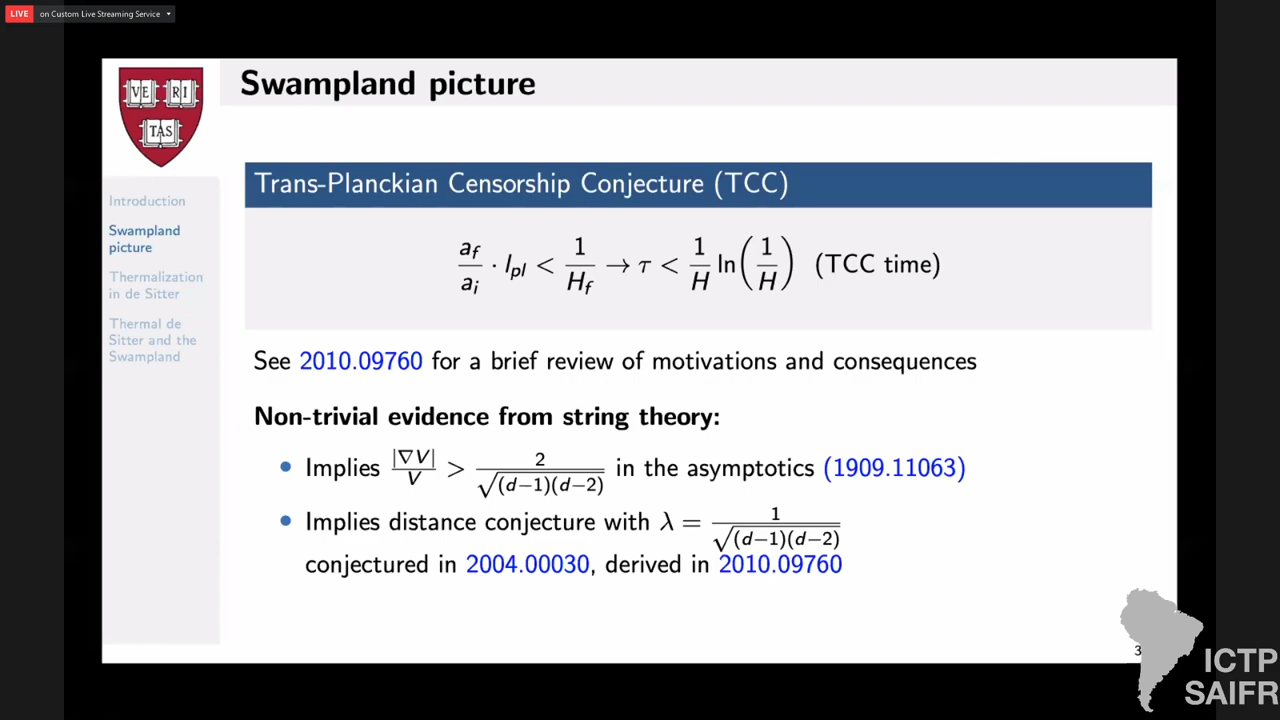 LIVE on Custom Live Streaming Service
Swampland picture
VE RI
TAS
Introduction
Swampland
picture
Thermalization
in de Sitter
Thermal de
Sitter and the
Swampland
Trans-Planckian Censorship Conjecture (TCC)
a_f/a_i · l_pl < 1/H_f → τ < 1/H ln(1/H) (TCC time)
See 2010.09760 for a brief review of motivations and consequences
Non-trivial evidence from string theory:
• Implies |∇V|/V > 2/√((d−1)(d−2)) in the asymptotics (1909.11063)
• Implies distance conjecture with λ = 1/√((d−1)(d−2))
conjectured in 2004.00030, derived in 2010.09760
3
ICTP
SAIFR